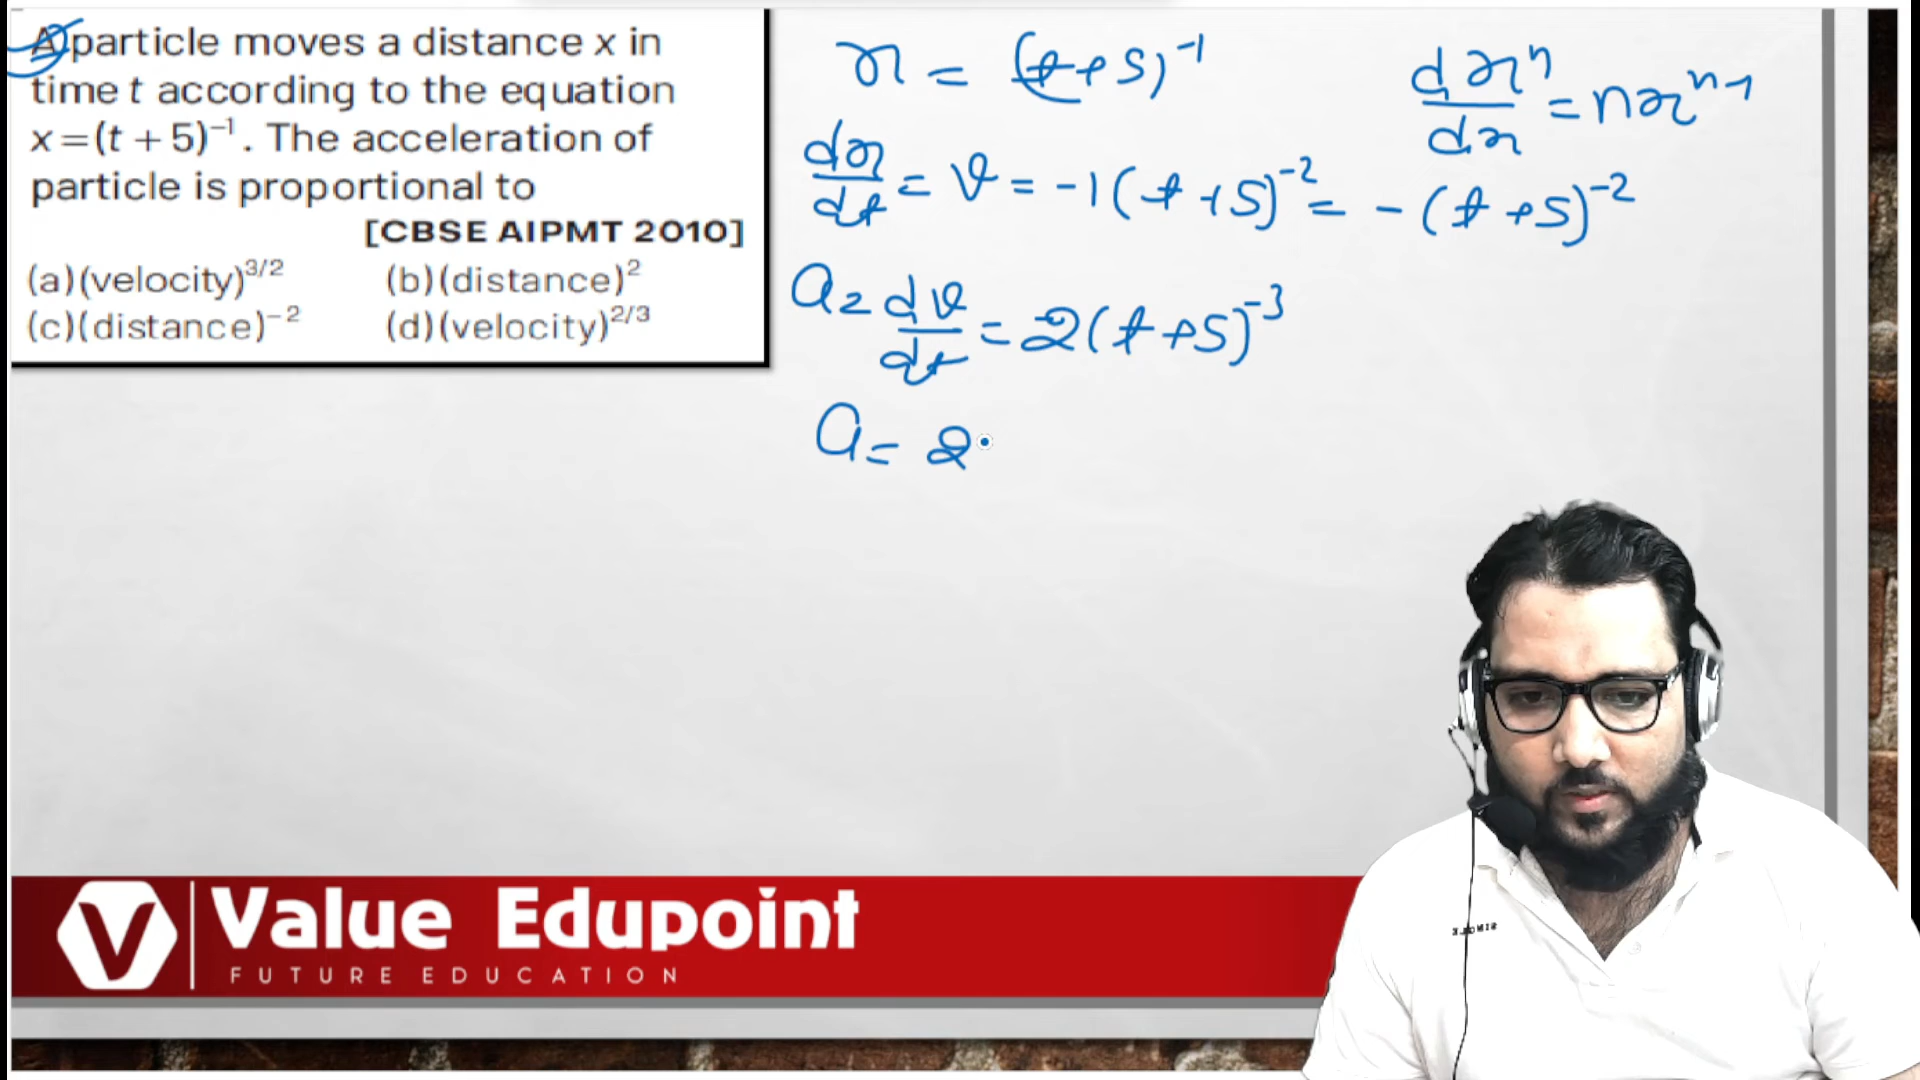 A particle moves a distance x in
time t according to the equation
x = (t + 5)⁻¹. The acceleration of
particle is proportional to
[CBSE AIPMT 2010]
(a) (velocity)^3/2 (b) (distance)²
(c) (distance)⁻² (d) (velocity)^2/3
x = (t+5)⁻¹
dxⁿ/dx = nxⁿ⁻¹
dx/dt = v = -1(t+5)⁻² = -(t+5)⁻²
a = dv/dt = 2(t+5)⁻³
a = 2
Value Edupoint
FUTURE EDUCATION